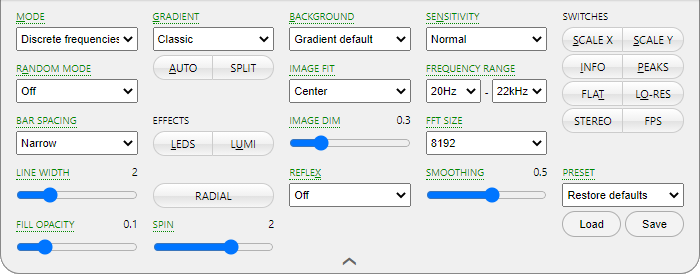 MODE
Discrete frequencies
RANDOM MODE
Off
BAR SPACING
Narrow
LINE WIDTH 2
FILL OPACITY 0.1
GRADIENT
Classic
AUTO SPLIT
EFFECTS
LEDS LUMI
RADIAL
SPIN 2
BACKGROUND
Gradient default
IMAGE FIT
Center
IMAGE DIM 0.3
REFLEX
Off
SENSITIVITY
Normal
FREQUENCY RANGE
20Hz - 22kHz
FFT SIZE
8192
SMOOTHING 0.5
SWITCHES
SCALE X SCALE Y
INFO PEAKS
FLAT LO-RES
STEREO FPS
PRESET
Restore defaults
Load Save